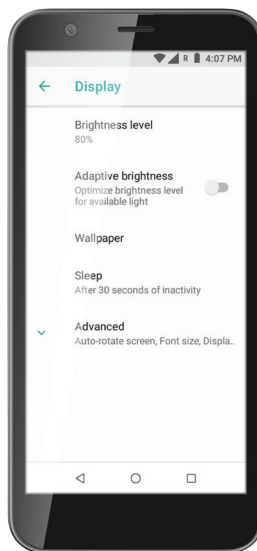 R 4:07 PM
Display
Brightness level
80%
Adaptive brightness
Optimize brightness level
for available light
Wallpaper
Sleep
After 30 seconds of inactivity
Advanced
Auto-rotate screen, Font size, Displa..